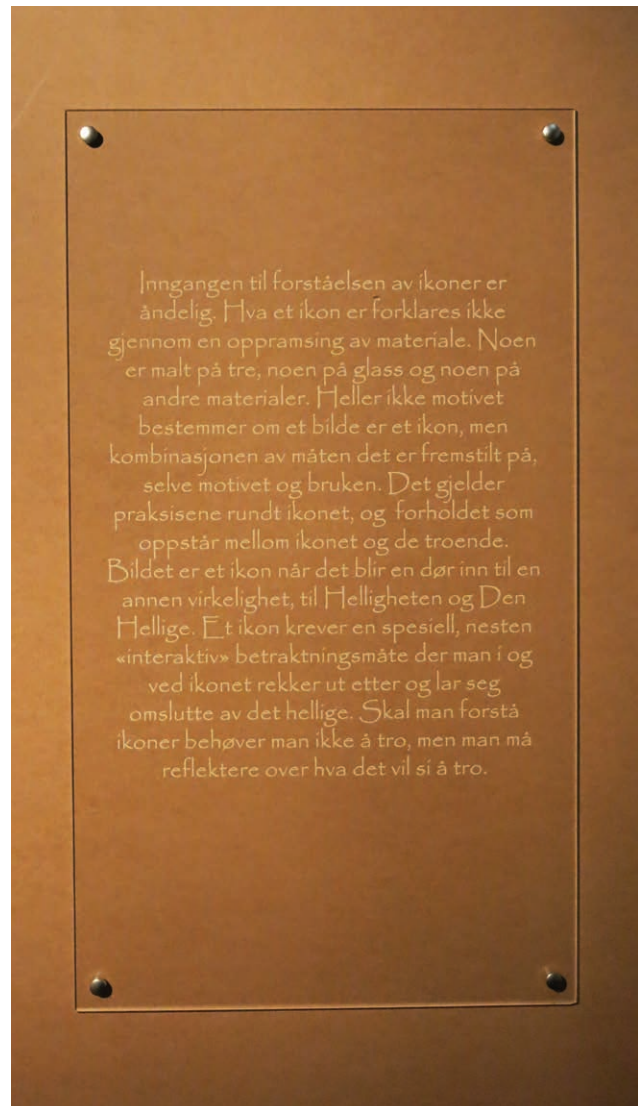 Inngangen til forståelsen av ikoner er
åndelig. Hva et ikon er forklares ikke
gjennom en oppramsing av materiale. Noen
er malt på tre, noen på glass og noen på
andre materialer. Heller ikke motivet
bestemmer om et bilde er et ikon, men
kombinasjonen av måten det er fremstilt på,
selve motivet og bruken. Det gjelder
praksisene rundt ikonet, og forholdet som
oppstår mellom ikonet og de troende.
Bildet er et ikon når det blir en dør inn til en
annen virkelighet, til Helligheten og Den
Hellige. Et ikon krever en spesiell, nesten
«interaktiv» betraktningsmåte der man i og
ved ikonet rekker ut etter og lar seg
omslutte av det hellige. Skal man forstå
ikoner behøver man ikke å tro, men man må
reflektere over hva det vil si å tro.